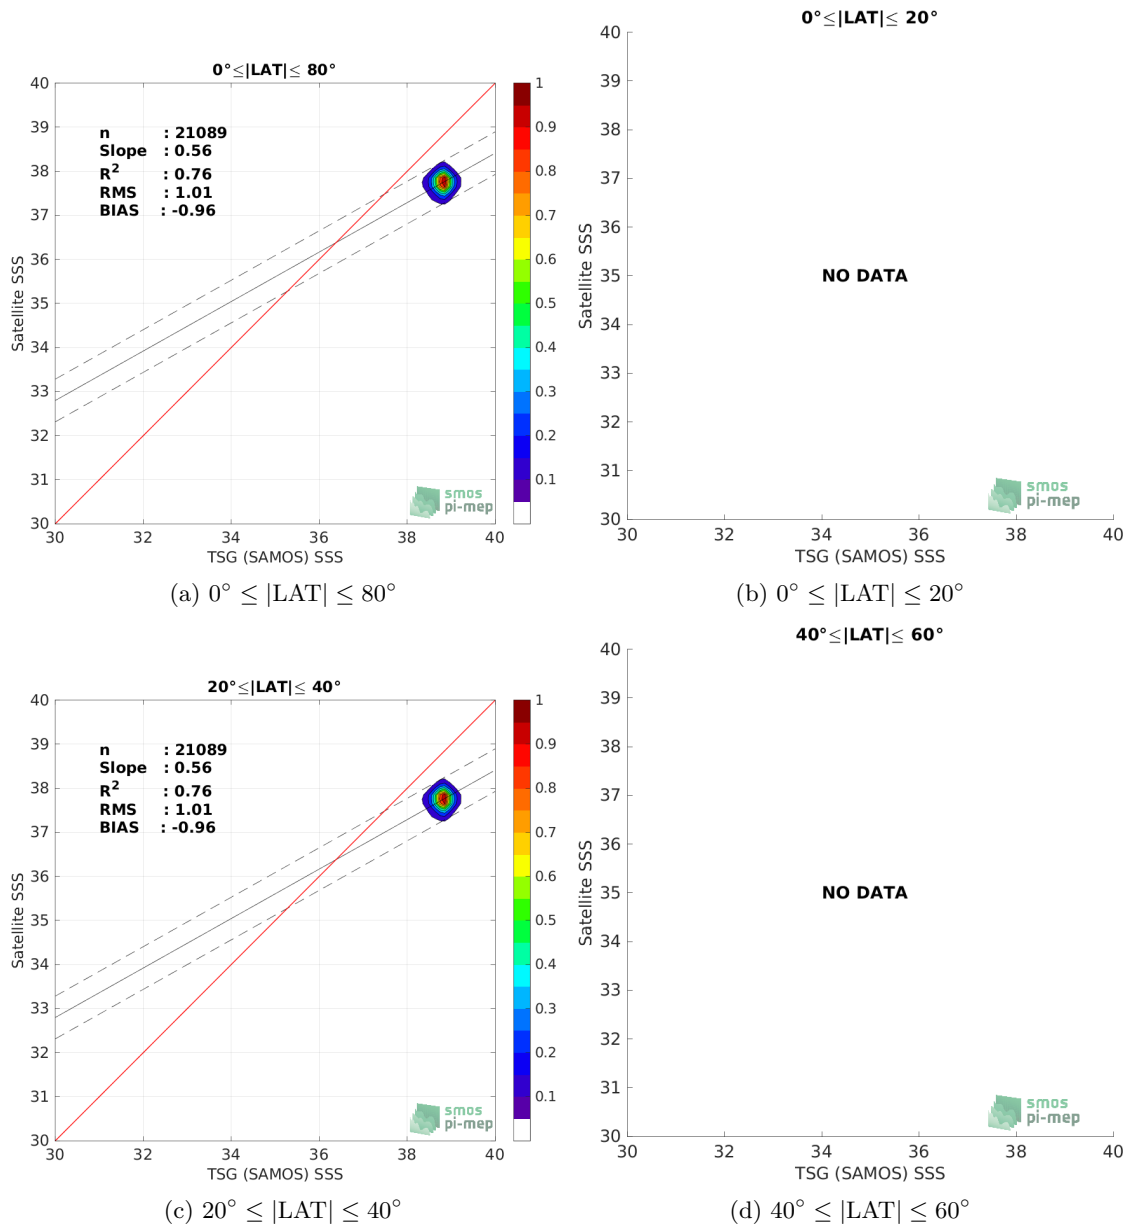 0°≤|LAT|≤ 80°
40
39
38
37
36
35
34
33
32
31
30
30 32 34 36 38 40
n : 21089
Slope : 0.56
R² : 0.76
RMS : 1.01
BIAS : -0.96
Satellite SSS
TSG (SAMOS) SSS
1
0.9
0.8
0.7
0.6
0.5
0.4
0.3
0.2
0.1
smos
pi-mep
(a) 0° ≤ |LAT| ≤ 80°
0°≤|LAT|≤ 20°
40
39
38
37
36
35
34
33
32
31
30
30 32 34 36 38 40
NO DATA
Satellite SSS
TSG (SAMOS) SSS
smos
pi-mep
(b) 0° ≤ |LAT| ≤ 20°
20°≤|LAT|≤ 40°
40
39
38
37
36
35
34
33
32
31
30
30 32 34 36 38 40
n : 21089
Slope : 0.56
R² : 0.76
RMS : 1.01
BIAS : -0.96
Satellite SSS
TSG (SAMOS) SSS
1
0.9
0.8
0.7
0.6
0.5
0.4
0.3
0.2
0.1
smos
pi-mep
(c) 20° ≤ |LAT| ≤ 40°
40°≤|LAT|≤ 60°
40
39
38
37
36
35
34
33
32
31
30
30 32 34 36 38 40
NO DATA
Satellite SSS
TSG (SAMOS) SSS
smos
pi-mep
(d) 40° ≤ |LAT| ≤ 60°